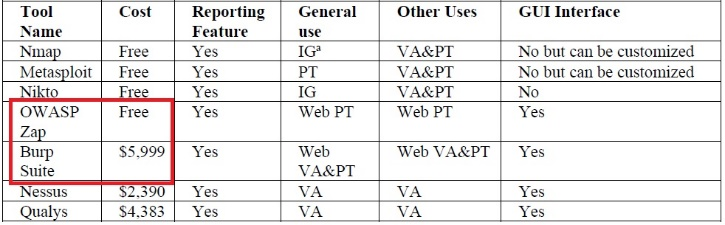 Tool Name Cost Reporting Feature General use Other Uses GUI Interface
Nmap Free Yes IGª VA&PT No but can be customized
Metasploit Free Yes PT VA&PT No but can be customized
Nikto Free Yes IG VA&PT No
OWASP Zap Free Yes Web PT Web PT Yes
Burp Suite $5,999 Yes Web VA&PT Web VA&PT Yes
Nessus $2,390 Yes VA VA Yes
Qualys $4,383 Yes VA VA Yes